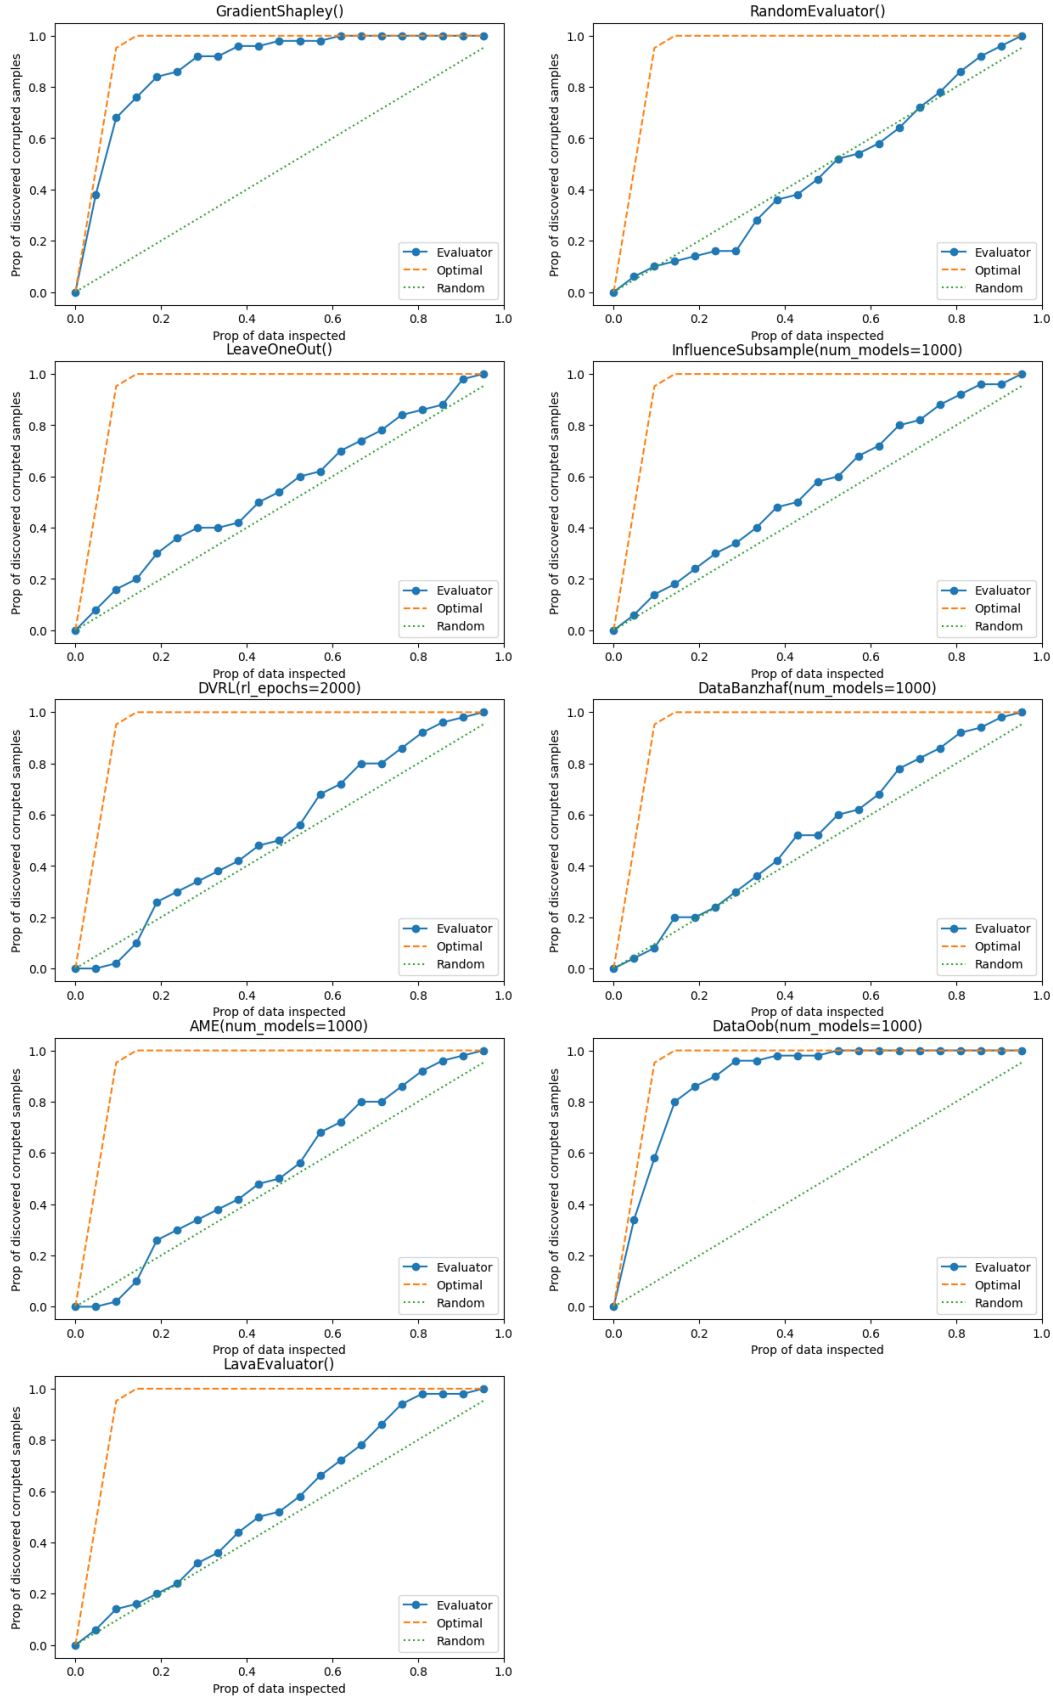 GradientShapley()
Prop of discovered corrupted samples
1.0
0.8
0.6
0.4
0.2
0.0
Evaluator
Optimal
Random
0.0 0.2 0.4 0.6 0.8 1.0
Prop of data inspected
RandomEvaluator()
Prop of discovered corrupted samples
1.0
0.8
0.6
0.4
0.2
0.0
Evaluator
Optimal
Random
0.0 0.2 0.4 0.6 0.8 1.0
Prop of data inspected
LeaveOneOut()
Prop of discovered corrupted samples
1.0
0.8
0.6
0.4
0.2
0.0
Evaluator
Optimal
Random
0.0 0.2 0.4 0.6 0.8 1.0
Prop of data inspected
InfluenceSubsample(num_models=1000)
Prop of discovered corrupted samples
1.0
0.8
0.6
0.4
0.2
0.0
Evaluator
Optimal
Random
0.0 0.2 0.4 0.6 0.8 1.0
Prop of data inspected
DVRL(rl_epochs=2000)
Prop of discovered corrupted samples
1.0
0.8
0.6
0.4
0.2
0.0
Evaluator
Optimal
Random
0.0 0.2 0.4 0.6 0.8 1.0
Prop of data inspected
DataBanzhaf(num_models=1000)
Prop of discovered corrupted samples
1.0
0.8
0.6
0.4
0.2
0.0
Evaluator
Optimal
Random
0.0 0.2 0.4 0.6 0.8 1.0
Prop of data inspected
AME(num_models=1000)
Prop of discovered corrupted samples
1.0
0.8
0.6
0.4
0.2
0.0
Evaluator
Optimal
Random
0.0 0.2 0.4 0.6 0.8 1.0
Prop of data inspected
DataOob(num_models=1000)
Prop of discovered corrupted samples
1.0
0.8
0.6
0.4
0.2
0.0
Evaluator
Optimal
Random
0.0 0.2 0.4 0.6 0.8 1.0
Prop of data inspected
LavaEvaluator()
Prop of discovered corrupted samples
1.0
0.8
0.6
0.4
0.2
0.0
Evaluator
Optimal
Random
0.0 0.2 0.4 0.6 0.8 1.0
Prop of data inspected